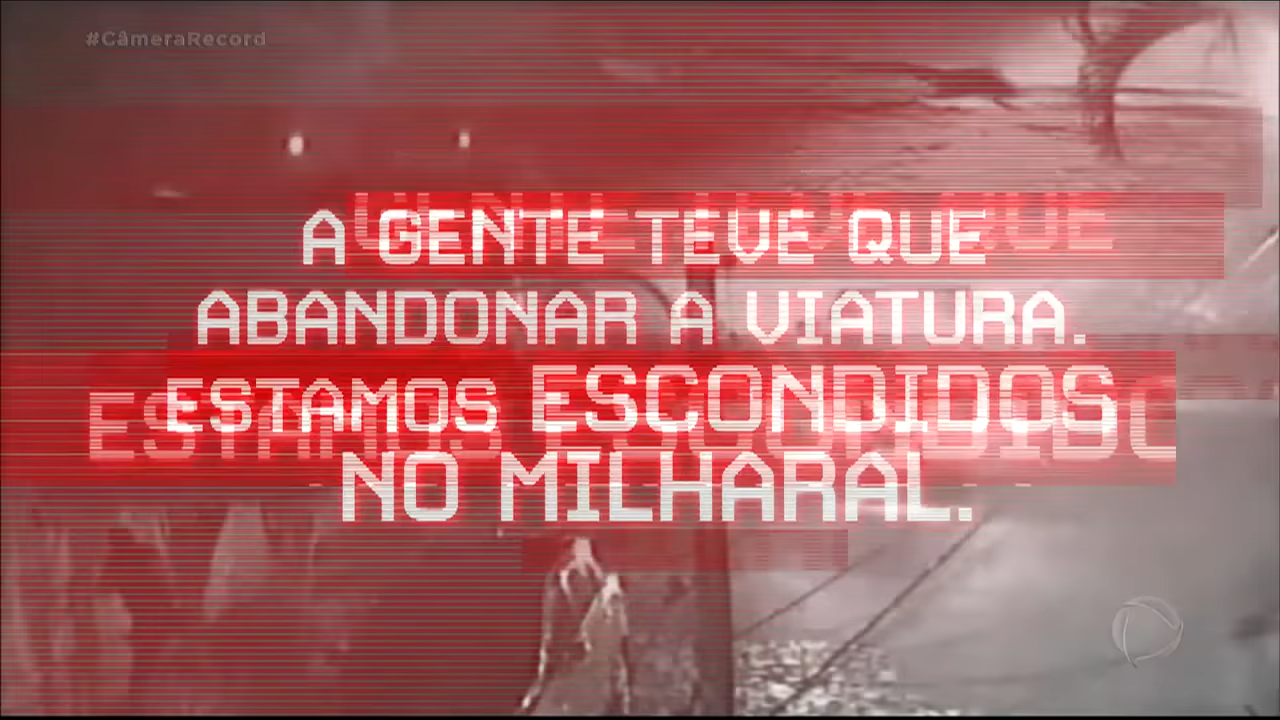 #CâmeraRecord
A GENTE TEVE QUE
ABANDONAR A VIATURA.
ESTAMOS ESCONDIDOS
NO MILHARAL.